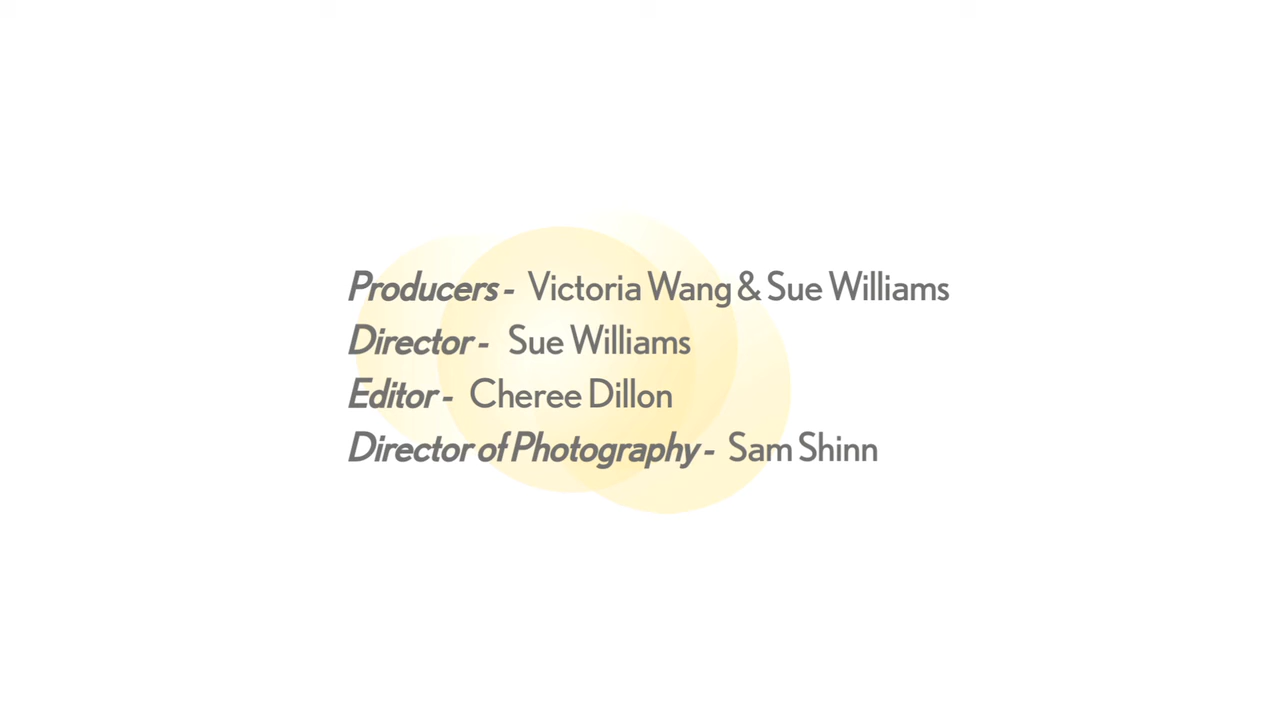 Producers - Victoria Wang & Sue Williams
Director - Sue Williams
Editor - Cheree Dillon
Director of Photography - Sam Shinn